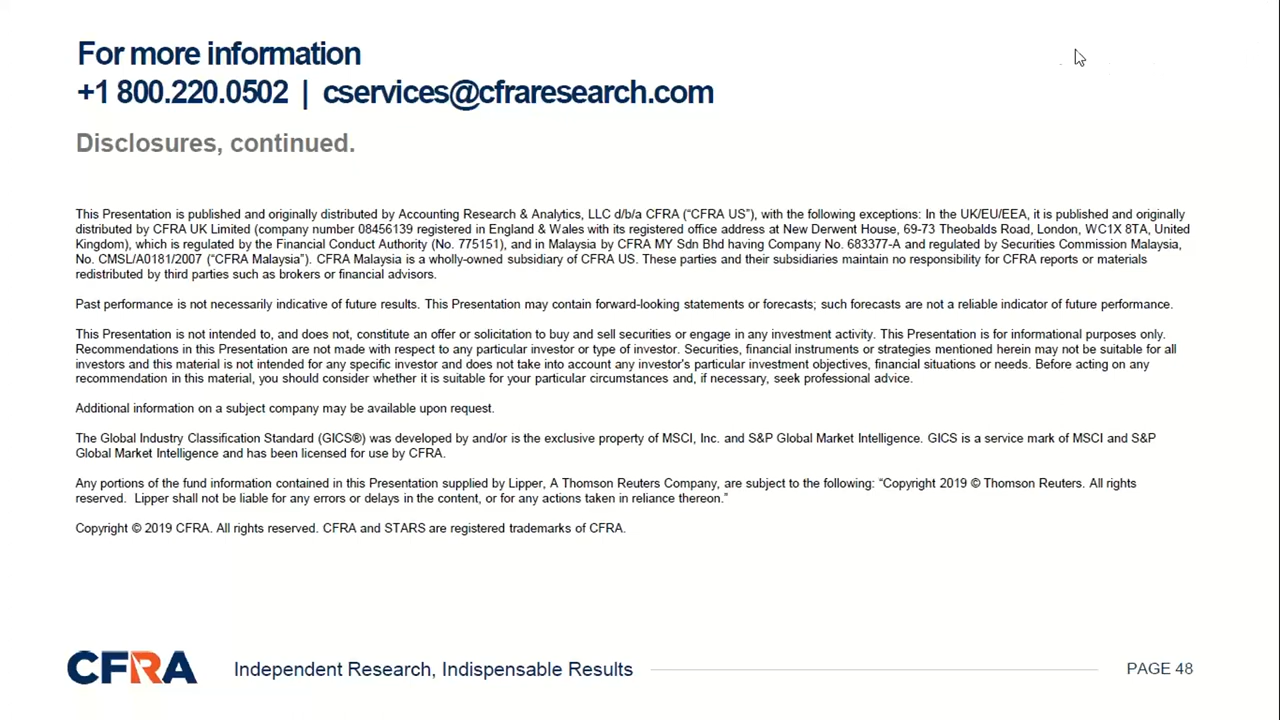 For more information
+1 800.220.0502 | cservices@cfraresearch.com
Disclosures, continued.
This Presentation is published and originally distributed by Accounting Research & Analytics, LLC d/b/a CFRA (“CFRA US”), with the following exceptions: In the UK/EU/EEA, it is published and originally
distributed by CFRA UK Limited (company number 08456139 registered in England & Wales with its registered office address at New Derwent House, 69-73 Theobalds Road, London, WC1X 8TA, United
Kingdom), which is regulated by the Financial Conduct Authority (No. 775151), and in Malaysia by CFRA MY Sdn Bhd having Company No. 683377-A and regulated by Securities Commission Malaysia,
No. CMSL/A0181/2007 (“CFRA Malaysia”). CFRA Malaysia is a wholly-owned subsidiary of CFRA US. These parties and their subsidiaries maintain no responsibility for CFRA reports or materials
redistributed by third parties such as brokers or financial advisors.
Past performance is not necessarily indicative of future results. This Presentation may contain forward-looking statements or forecasts; such forecasts are not a reliable indicator of future performance.
This Presentation is not intended to, and does not, constitute an offer or solicitation to buy and sell securities or engage in any investment activity. This Presentation is for informational purposes only.
Recommendations in this Presentation are not made with respect to any particular investor or type of investor. Securities, financial instruments or strategies mentioned herein may not be suitable for all
investors and this material is not intended for any specific investor and does not take into account any investor's particular investment objectives, financial situations or needs. Before acting on any
recommendation in this material, you should consider whether it is suitable for your particular circumstances and, if necessary, seek professional advice.
Additional information on a subject company may be available upon request.
The Global Industry Classification Standard (GICS®) was developed by and/or is the exclusive property of MSCI, Inc. and S&P Global Market Intelligence. GICS is a service mark of MSCI and S&P
Global Market Intelligence and has been licensed for use by CFRA.
Any portions of the fund information contained in this Presentation supplied by Lipper, A Thomson Reuters Company, are subject to the following: “Copyright 2019 © Thomson Reuters. All rights
reserved. Lipper shall not be liable for any errors or delays in the content, or for any actions taken in reliance thereon.”
Copyright © 2019 CFRA. All rights reserved. CFRA and STARS are registered trademarks of CFRA.
CFRA Independent Research, Indispensable Results PAGE 48